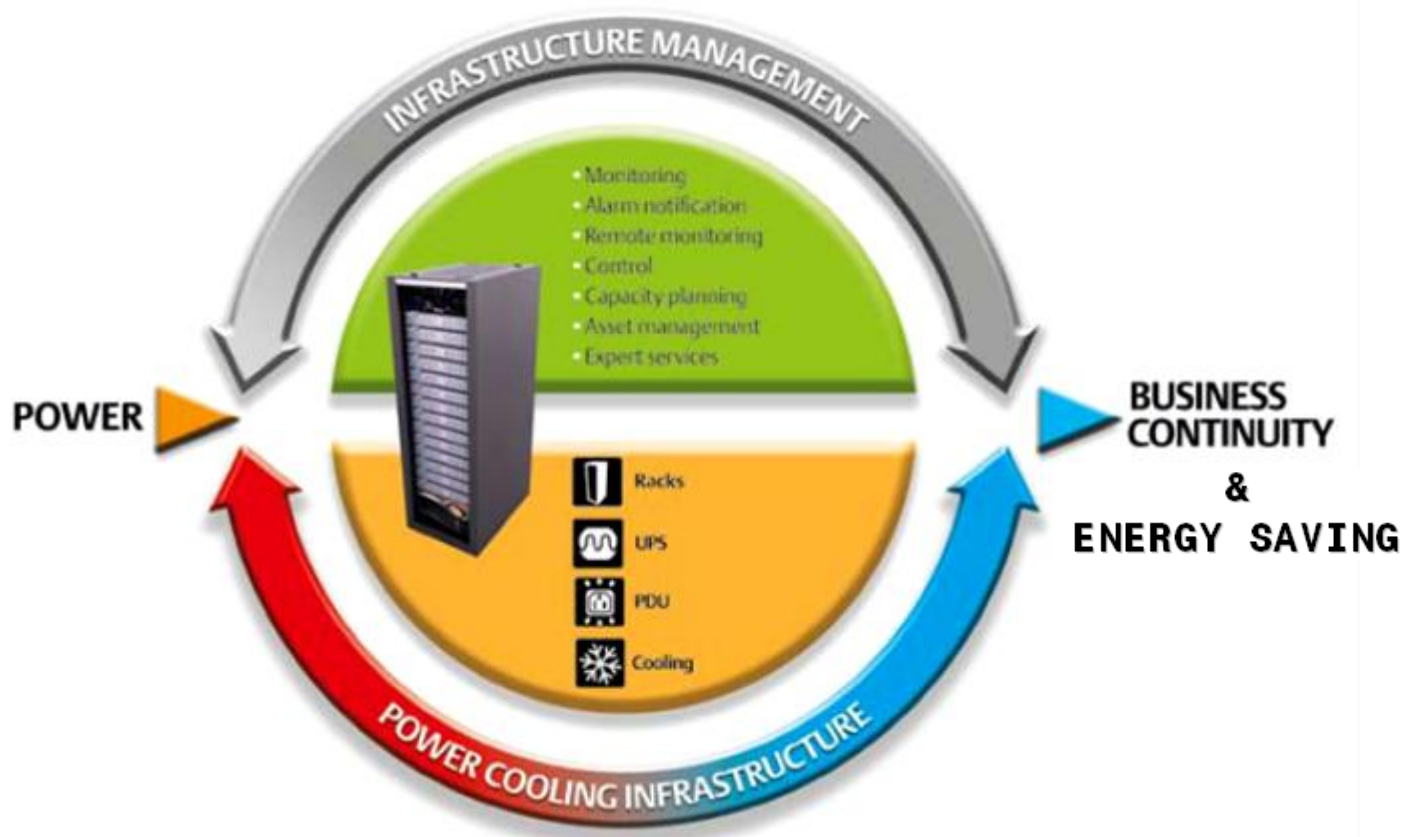 INFRASTRUCTURE MANAGEMENT
• Monitoring
• Alarm notification
• Remote monitoring
• Control
• Capacity planning
• Asset management
• Expert services
POWER
BUSINESS
CONTINUITY
&
ENERGY SAVING
Racks
UPS
PDU
Cooling
POWER COOLING INFRASTRUCTURE